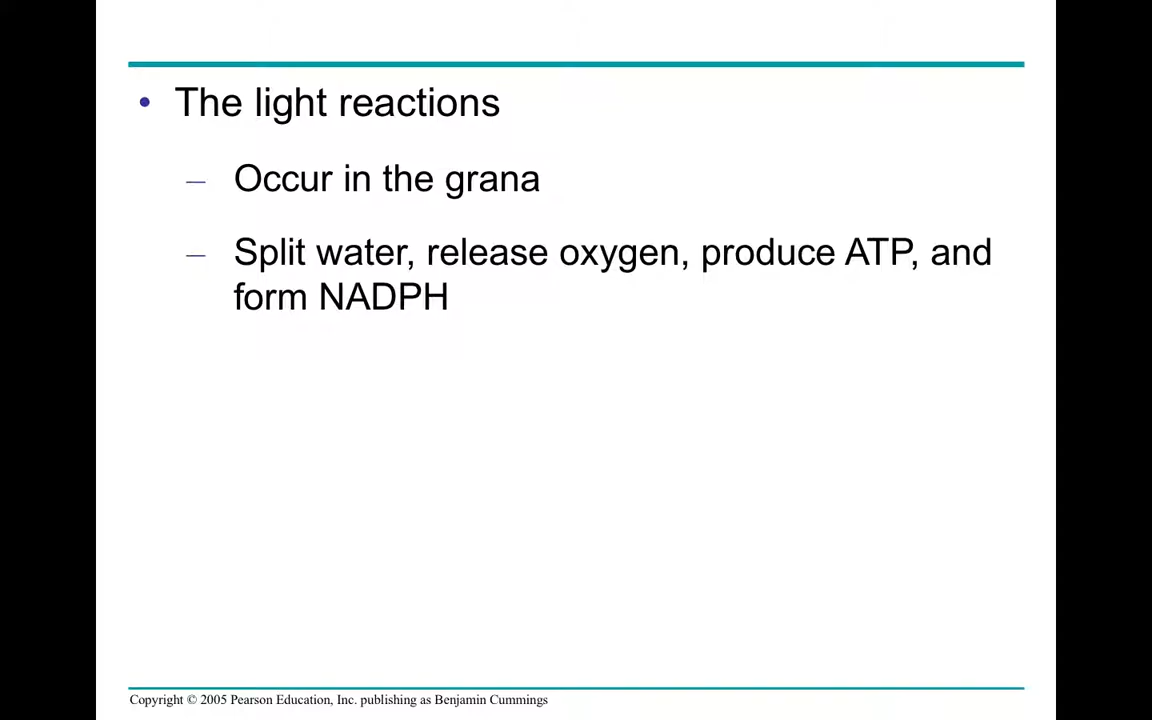 • The light reactions
– Occur in the grana
– Split water, release oxygen, produce ATP, and
form NADPH
Copyright © 2005 Pearson Education, Inc. publishing as Benjamin Cummings